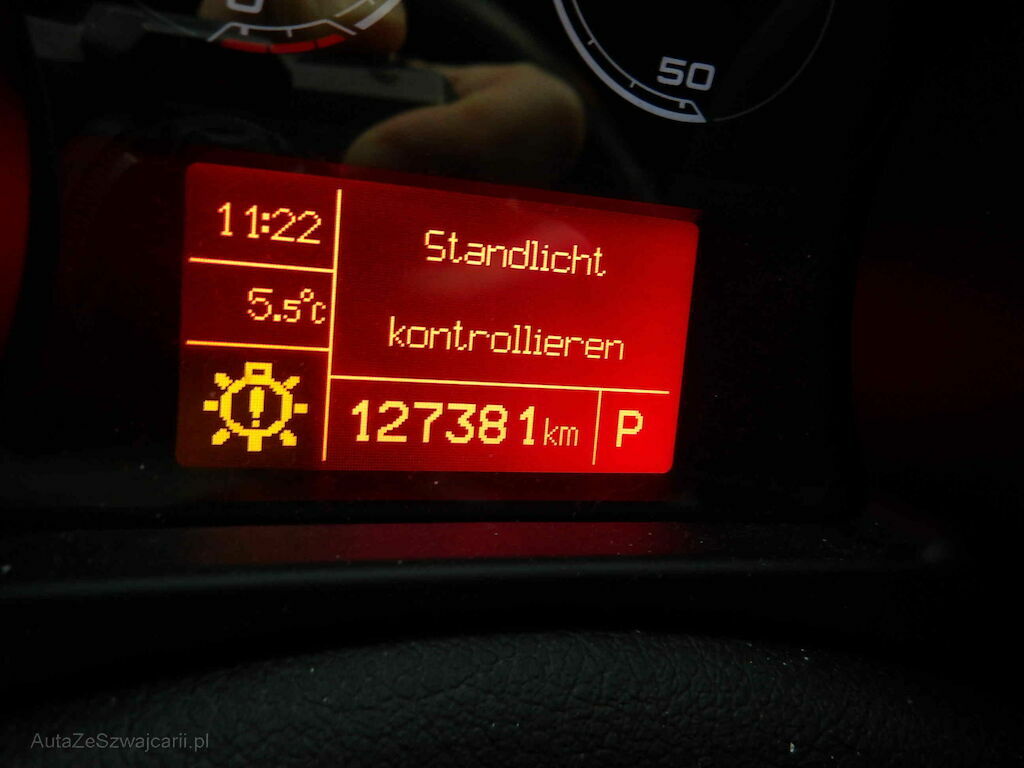 50
11:22
Standlicht
5.5°C
kontrollieren
127381 km P
AutaZeSzwajcarii.pl